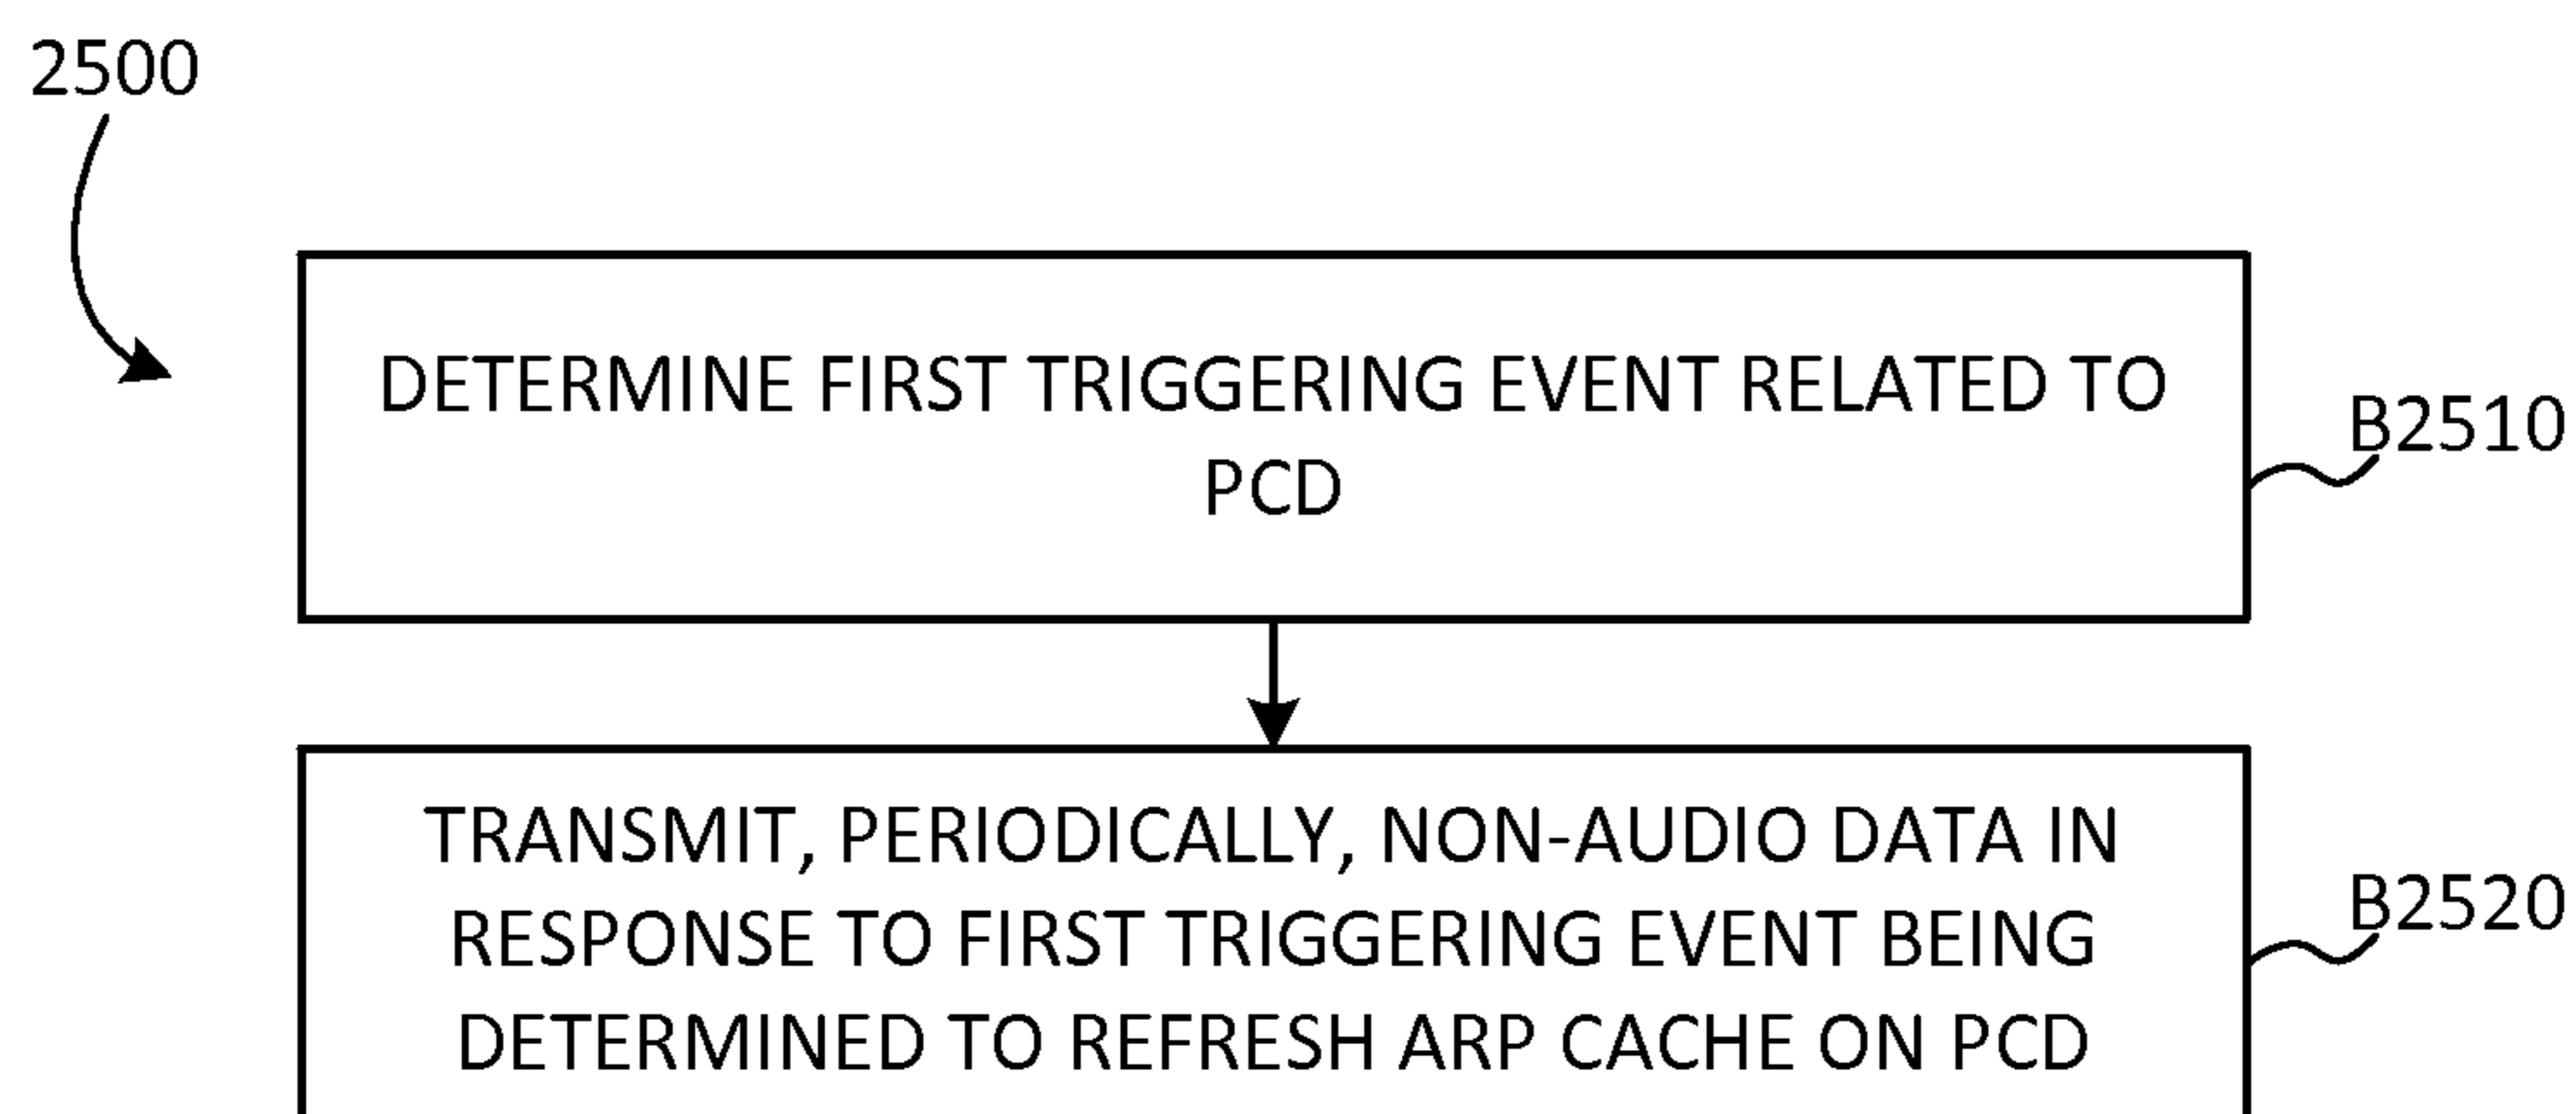 2500
DETERMINE FIRST TRIGGERING EVENT RELATED TO
PCD
B2510
TRANSMIT, PERIODICALLY, NON-AUDIO DATA IN
RESPONSE TO FIRST TRIGGERING EVENT BEING
DETERMINED TO REFRESH ARP CACHE ON PCD
B2520